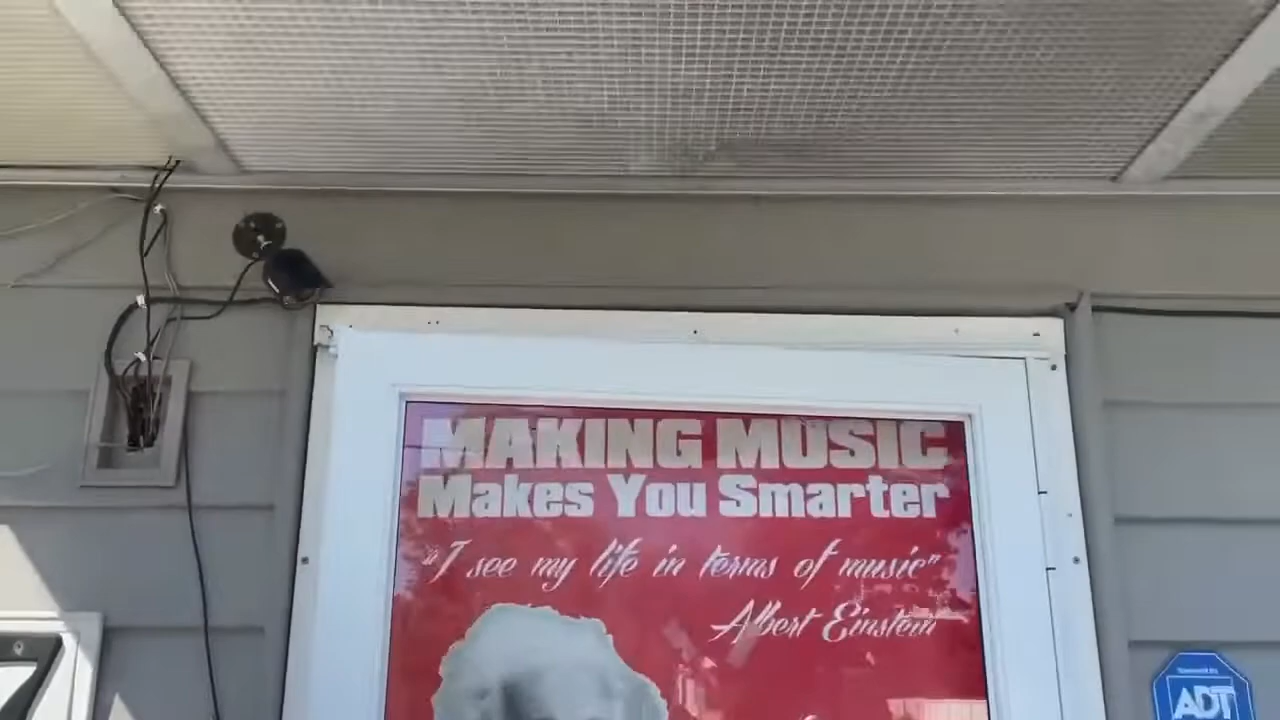 MAKING MUSIC
Makes You Smarter
"I see my life in terms of music"
Albert Einstein
ADT